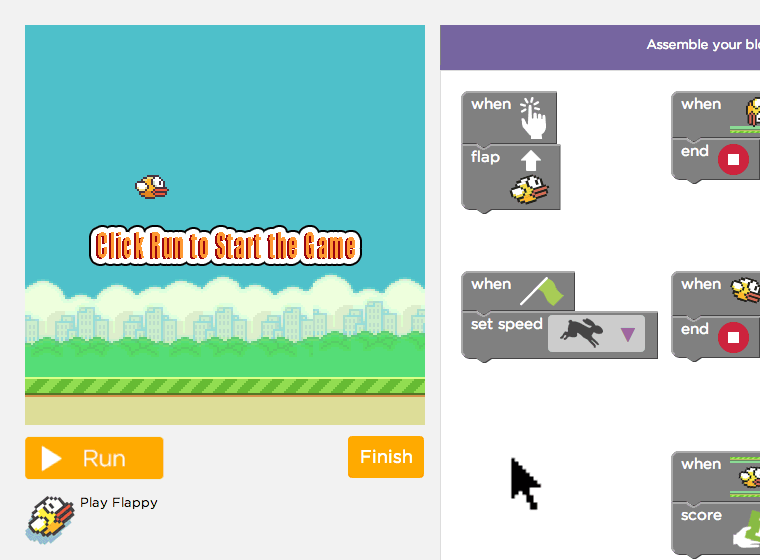 Assemble your blo
when
flap
when
end
Click Run to Start the Game
when
set speed
when
end
Run
Finish
Play Flappy
when
score